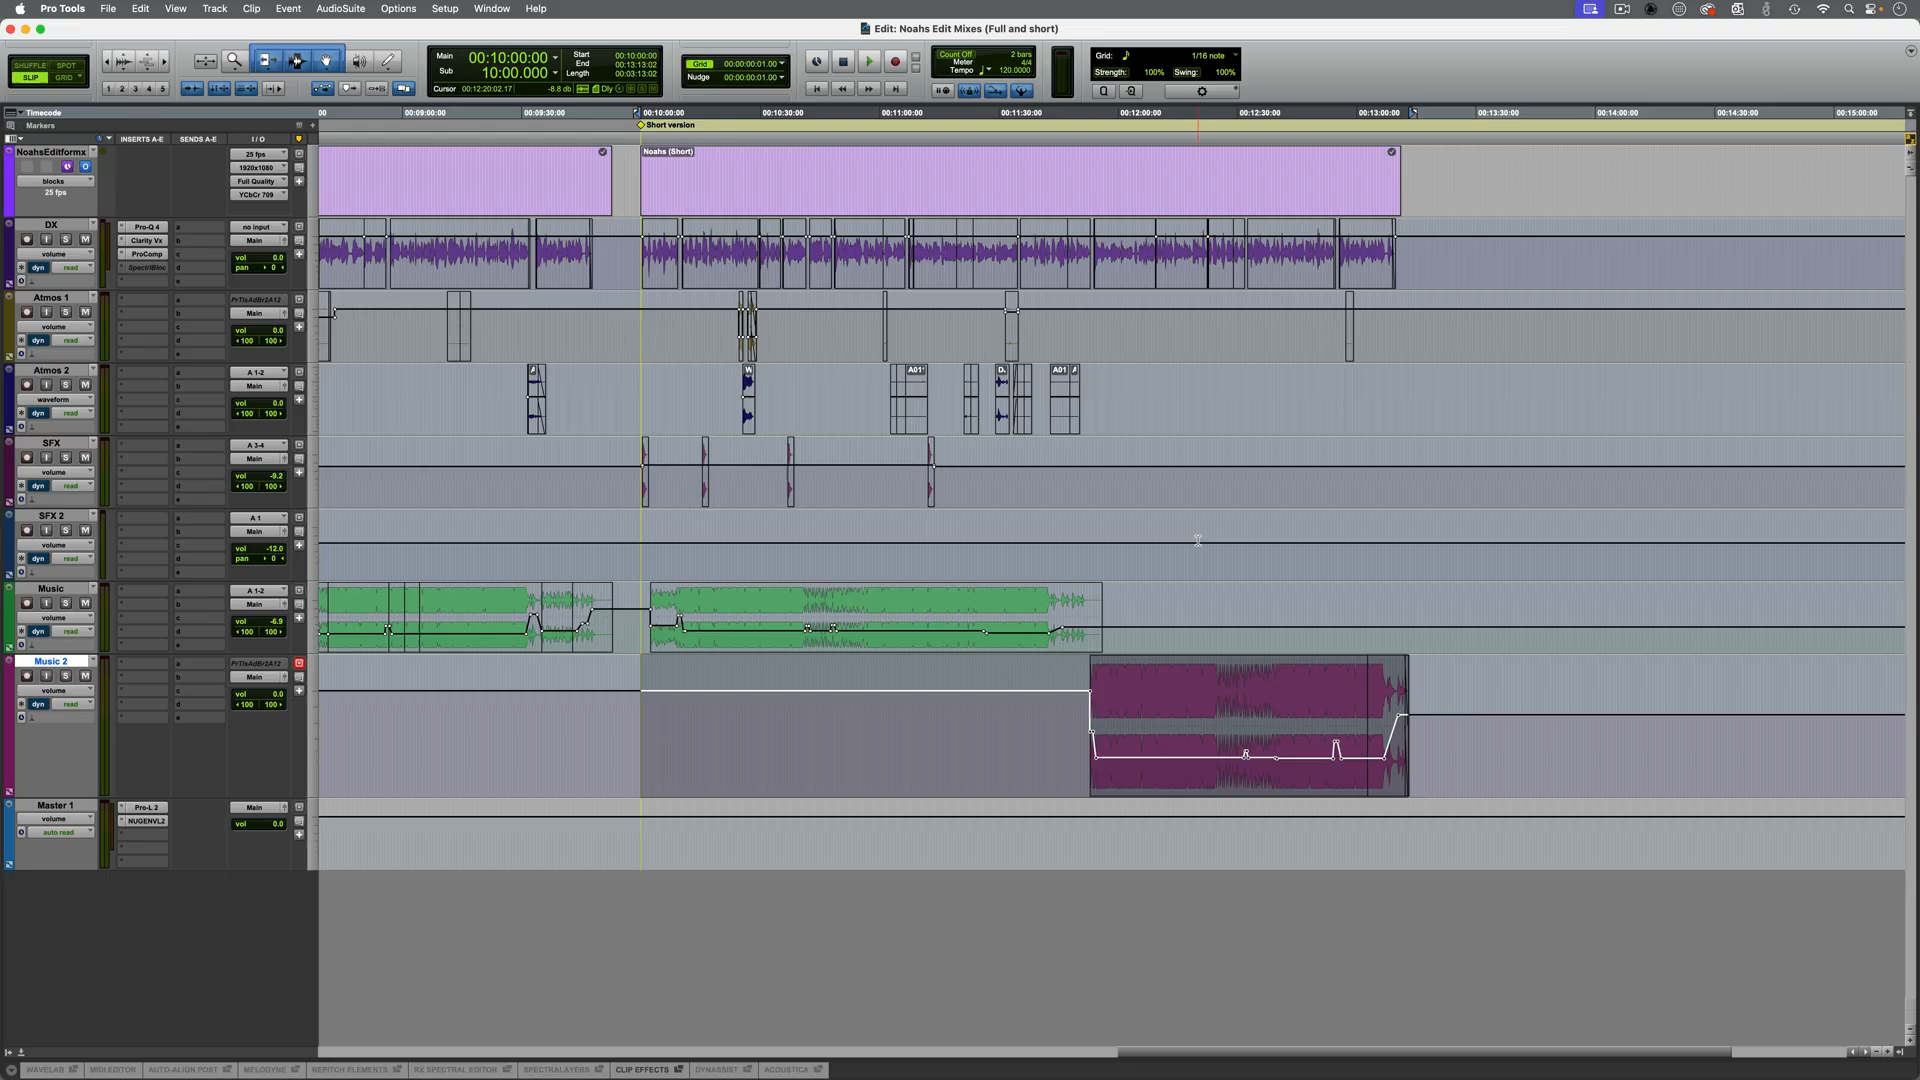 Pro Tools File Edit View Track Clip Event AudioSuite Options Setup Window Help
Edit: Noahs Edit Mixes (Full and short)
SHUFFLE SPOT
SLIP GRID
1 2 3 4 5
Main 00:10:00:00
Sub 10:00.000
Start 00:10:00:00
End 00:13:13:02
Length 00:03:13:02
Cursor 00:12:20:02.17 -8.8 db Dly
Grid 00:00:00:01.00
Nudge 00:00:00:01.00
Count Off 2 bars
Meter 4/4
Tempo 120.0000
Grid: 1/16 note
Strength: 100% Swing: 100%
Timecode
00 00:09:00:00 00:09:30:00 00:10:00:00 00:10:30:00 00:11:00:00 00:11:30:00 00:12:00:00 00:12:30:00 00:13:00:00 00:13:30:00 00:14:00:00 00:14:30:00 00:15:00:00
Markers
Short version
INSERTS A-E SENDS A-E I / O
NoahsEditformx
blocks
25 fps
25 fps
1920x1080
Full Quality
YCbCr 709
Noahs (Short)
DX
I S M
volume
dyn read
Pro-Q 4
Clarity Vx
ProComp
SpectrlBlnc
a
b
c
d
e
no input
Main
vol 0.0
pan 0
Atmos 1
I S M
volume
dyn read
a
b
c
d
e
PrTlsAdBr2A12
Main
vol 0.0
100 100
Atmos 2
I S M
waveform
dyn read
a
b
c
d
e
A 1-2
Main
vol 0.0
100 100
A W A01 D A01 A
SFX
I S M
volume
dyn read
a
b
c
d
e
A 3-4
Main
vol -9.2
100 100
SFX 2
I S M
volume
dyn read
a
b
c
d
e
A 1
Main
vol -12.0
pan 0
Music
I S M
volume
dyn read
a
b
c
d
e
A 1-2
Main
vol -6.9
100 100
Music 2
I S M
volume
dyn read
a
b
c
d
e
PrTlsAdBr2A12
Main
vol 0.0
100 100
Master 1
volume
auto read
Pro-L 2
NUGENVL2
Main
vol 0.0
WAVELAB MIDI EDITOR AUTO-ALIGN POST MELODYNE REPITCH ELEMENTS RX SPECTRAL EDITOR SPECTRALAYERS CLIP EFFECTS DYNASSIST ACOUSTICA